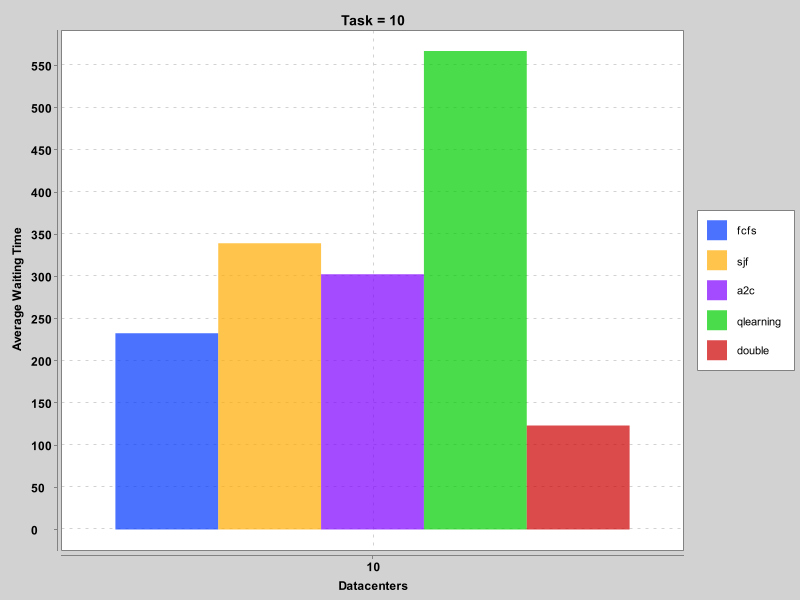 Task = 10
Average Waiting Time
550
500
450
400
350
300
250
200
150
100
50
0
10
Datacenters
fcfs
sjf
a2c
qlearning
double